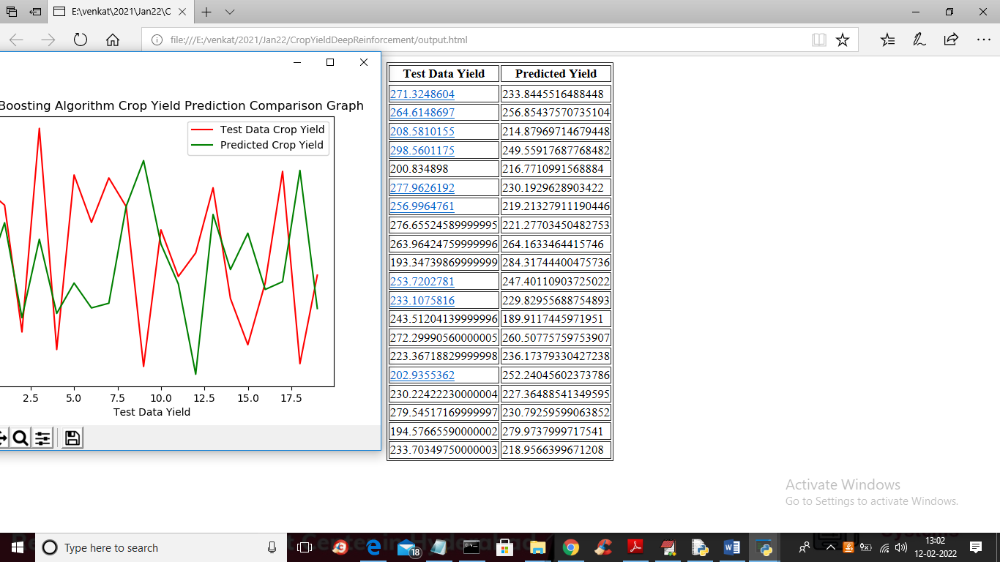 E:\venkat\2021\Jan22\C
file:///E:/venkat/2021/Jan22/CropYieldDeepReinforcement/output.html
Boosting Algorithm Crop Yield Prediction Comparison Graph
Test Data Crop Yield
Predicted Crop Yield
2.5 5.0 7.5 10.0 12.5 15.0 17.5
Test Data Yield
Test Data Yield Predicted Yield
271.3248604 233.8445516488448
264.6148697 256.85437570735104
208.5810155 214.87969714679448
298.5601175 249.55917687768482
200.834898 216.7710991568884
277.9626192 230.1929628903422
256.9964761 219.21327911190446
276.65524589999995 221.27703450482753
263.96424759999996 264.1633464415746
193.34739869999999 284.31744400475736
253.7202781 247.40110903725022
233.1075816 229.82955688754893
243.51204139999996 189.9117445971951
272.29990560000005 260.50775759753907
223.36718829999998 236.17379330427238
202.9355362 252.24045602373786
230.22422230000004 227.36488541349595
279.54517169999997 230.79259599063852
194.57665590000002 279.9737999717541
233.70349750000003 218.9566399671208
Activate Windows
Go to Settings to activate Windows.
Type here to search
18
13:02
12-02-2022